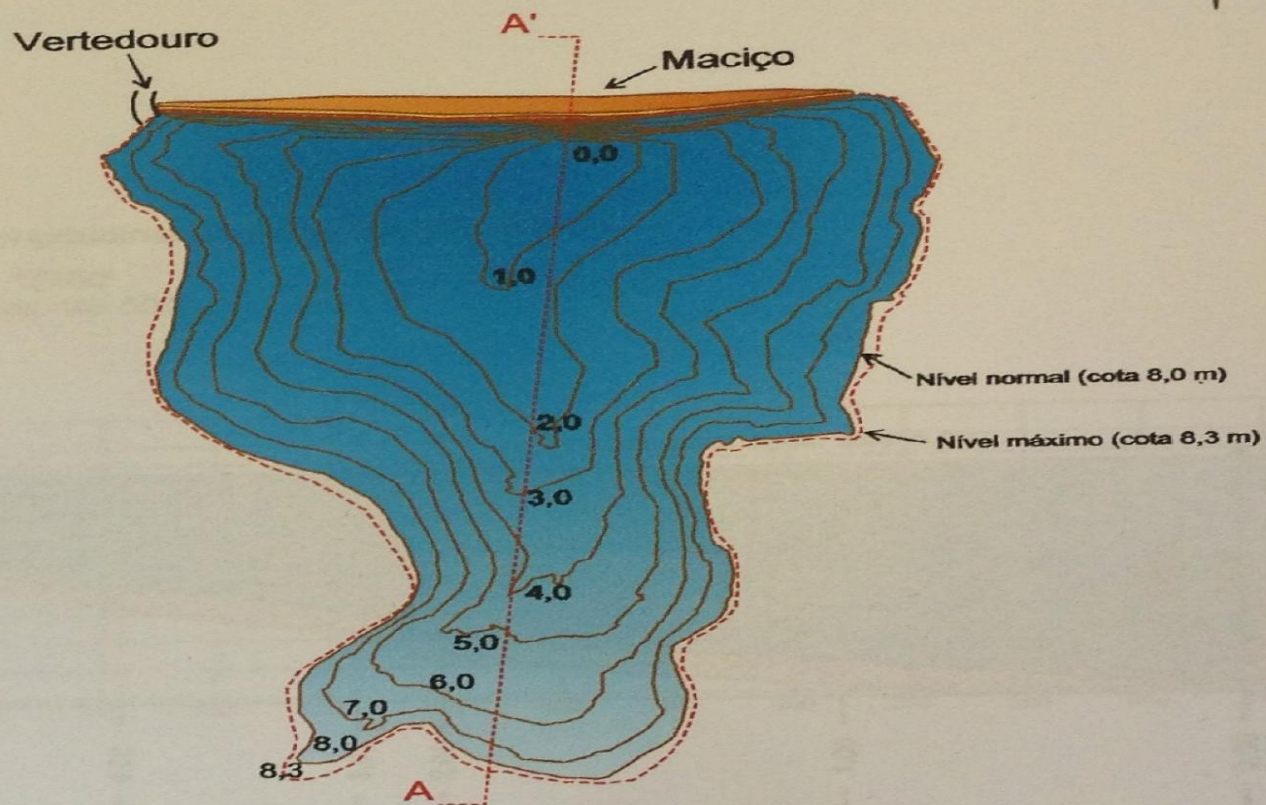 A'
Vertedouro
Maciço
0,0
1,0
Nível normal (cota 8,0 m)
2,0
Nível máximo (cota 8,3 m)
3,0
4,0
5,0
6,0
7,0
8,0
8,3
A